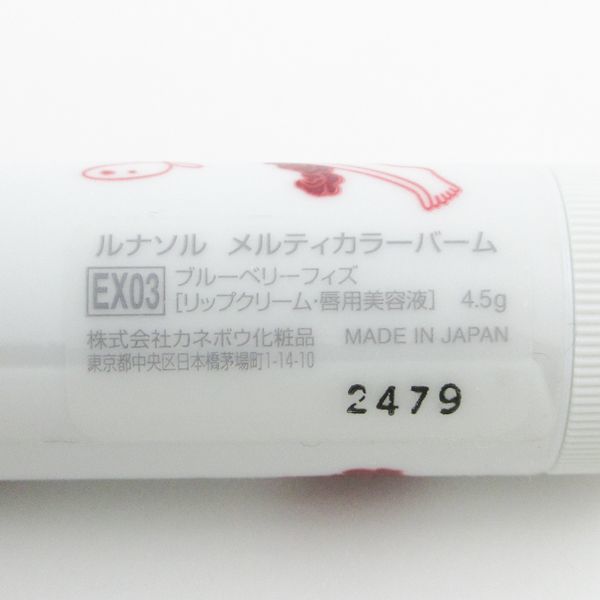 ルナソル メルティカラーバーム
EX03 ブルーベリーフィズ
[リップクリーム・唇用美容液] 4.5g
株式会社カネボウ化粧品 MADE IN JAPAN
東京都中央区日本橋茅場町1-14-10
2479